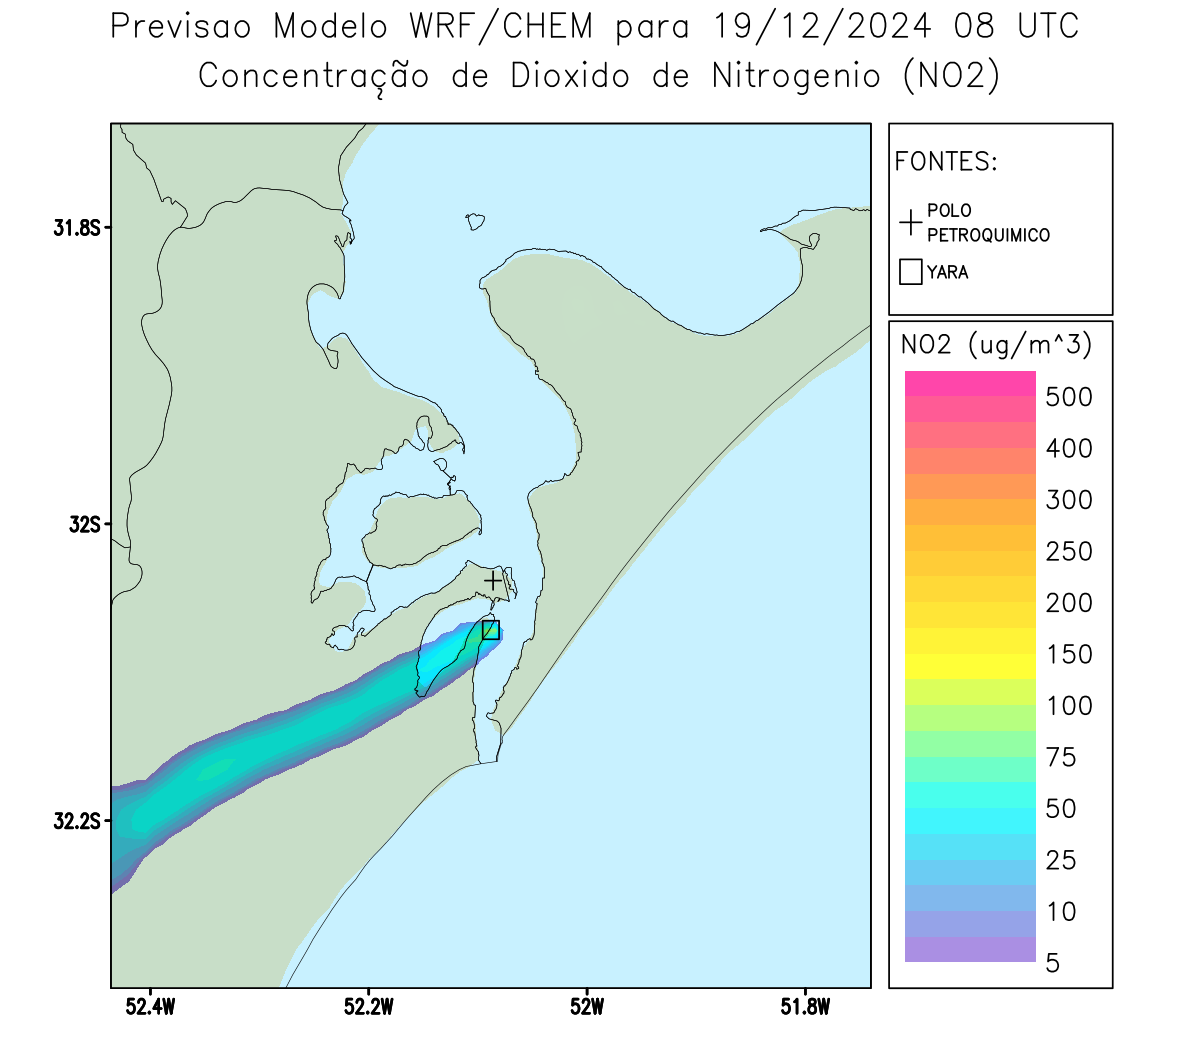 Previsao Modelo WRF/CHEM para 19/12/2024 08 UTC
Concentração de Dioxido de Nitrogenio (NO2)
FONTES:
POLO
PETROQUIMICO
YARA
NO2 (ug/m^3)
500
400
300
250
200
150
100
75
50
25
10
5
31.8S
32S
32.2S
52.4W
52.2W
52W
51.8W